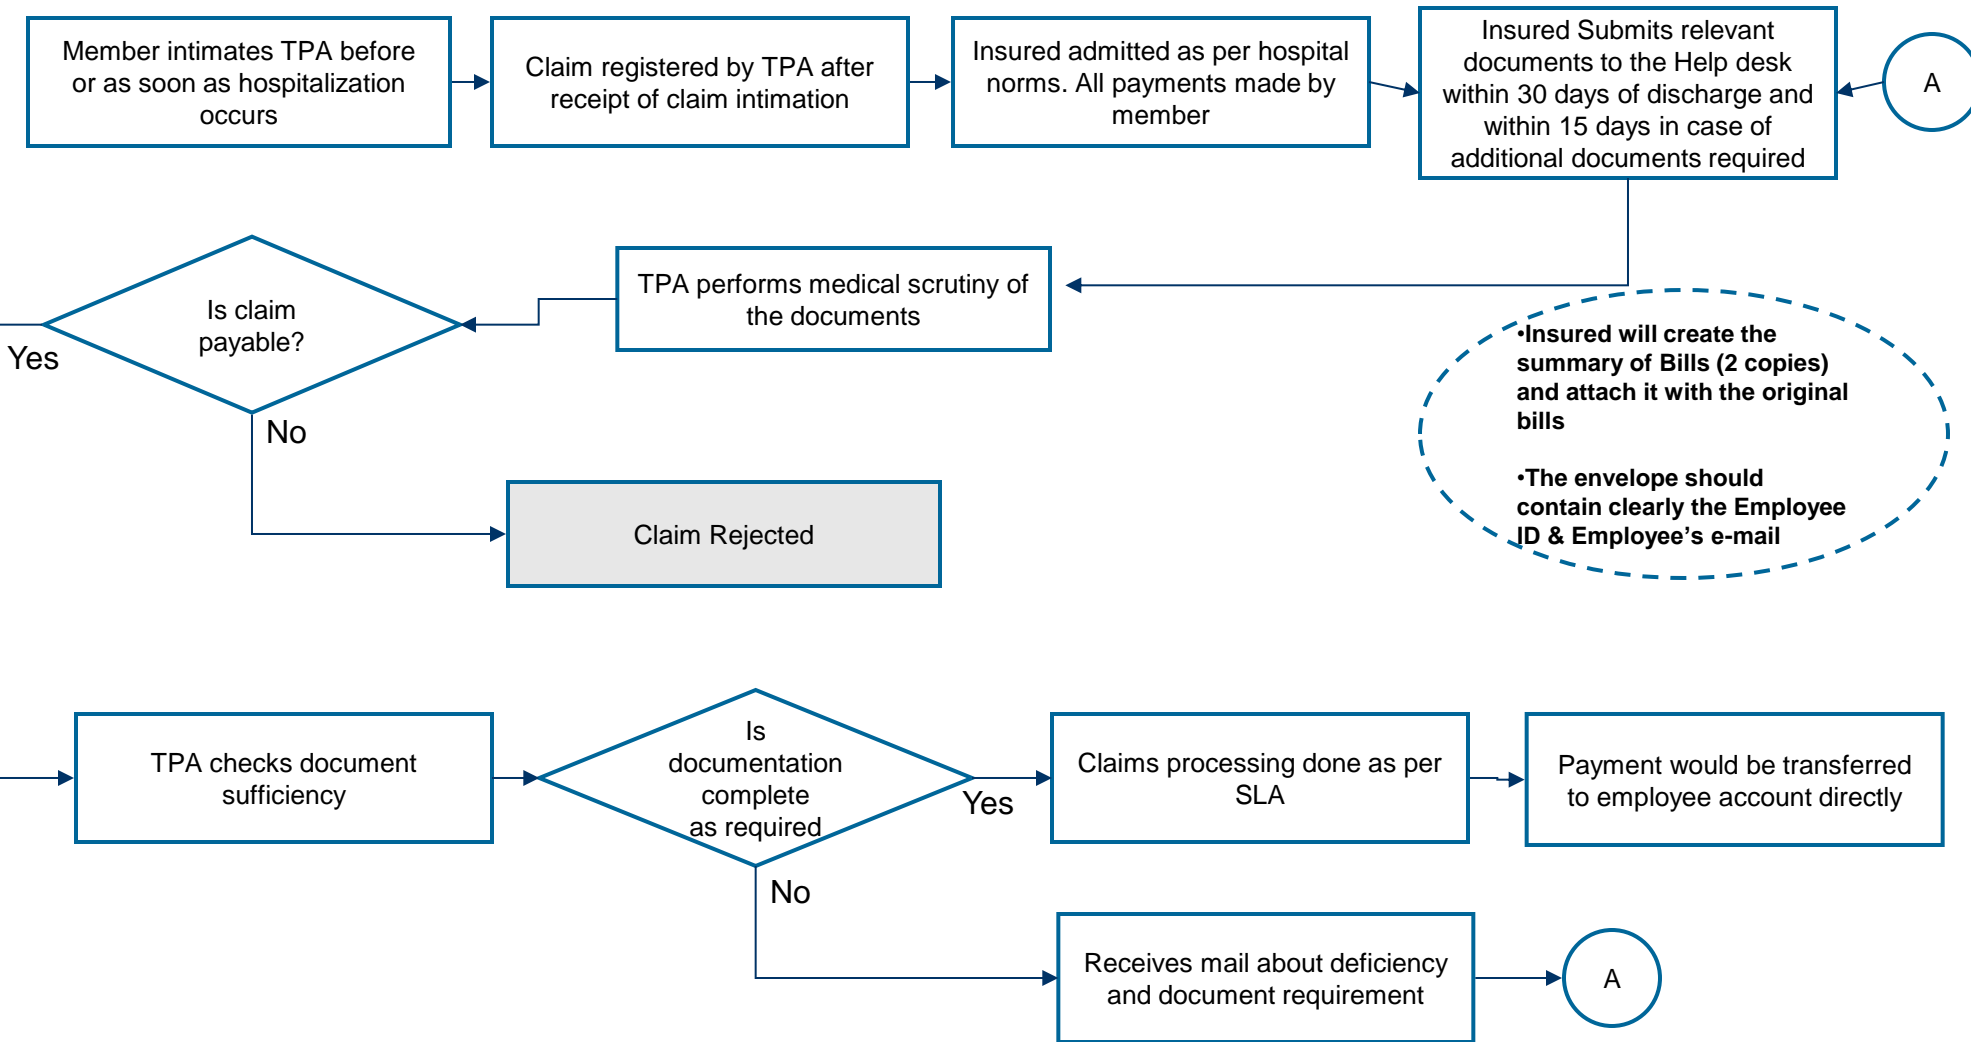 Member intimates TPA before
or as soon as hospitalization
occurs
Claim registered by TPA after
receipt of claim intimation
Insured admitted as per hospital
norms. All payments made by
member
Insured Submits relevant
documents to the Help desk
within 30 days of discharge and
within 15 days in case of
additional documents required
A
Is claim
payable?
Yes
No
TPA performs medical scrutiny of
the documents
•Insured will create the
summary of Bills (2 copies)
and attach it with the original
bills
•The envelope should
contain clearly the Employee
ID & Employee’s e-mail
Claim Rejected
TPA checks document
sufficiency
Is
documentation
complete
as required
Yes
No
Claims processing done as per
SLA
Payment would be transferred
to employee account directly
Receives mail about deficiency
and document requirement
A